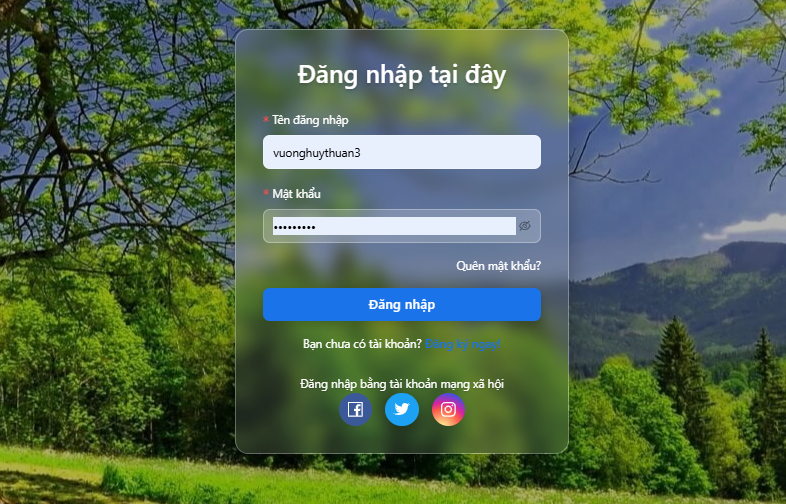 Đăng nhập tại đây
* Tên đăng nhập
vuonghuythuan3
* Mật khẩu
•••••••••
Quên mật khẩu?
Đăng nhập
Bạn chưa có tài khoản? Đăng ký ngay!
Đăng nhập bằng tài khoản mạng xã hội